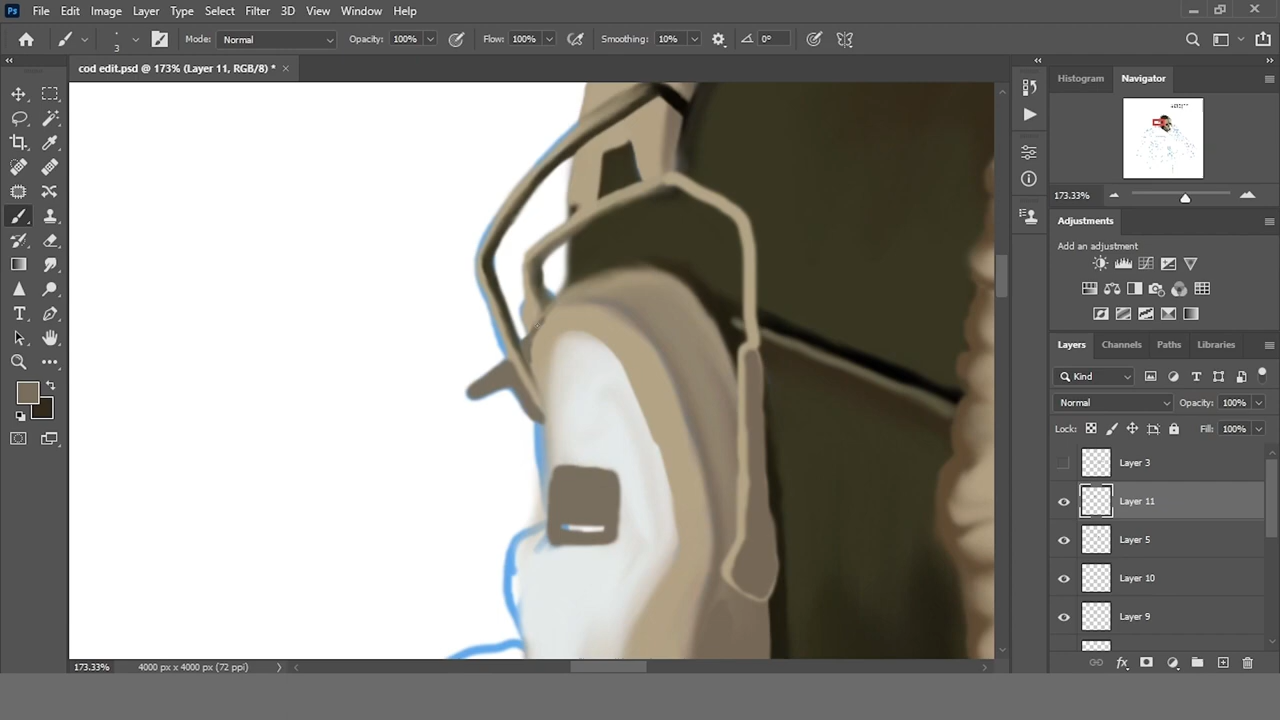 Ps File Edit Image Layer Type Select Filter 3D View Window Help
3 Mode: Normal Opacity: 100% Flow: 100% Smoothing: 10% 0°
cod edit.psd @ 173% (Layer 11, RGB/8) * ×
Histogram Navigator
173.33%
Adjustments
Add an adjustment
Layers Channels Paths Libraries
Kind
Normal Opacity: 100%
Lock: Fill: 100%
Layer 3
Layer 11
Layer 5
Layer 10
Layer 9
173.33% 4000 px x 4000 px (72 ppi)